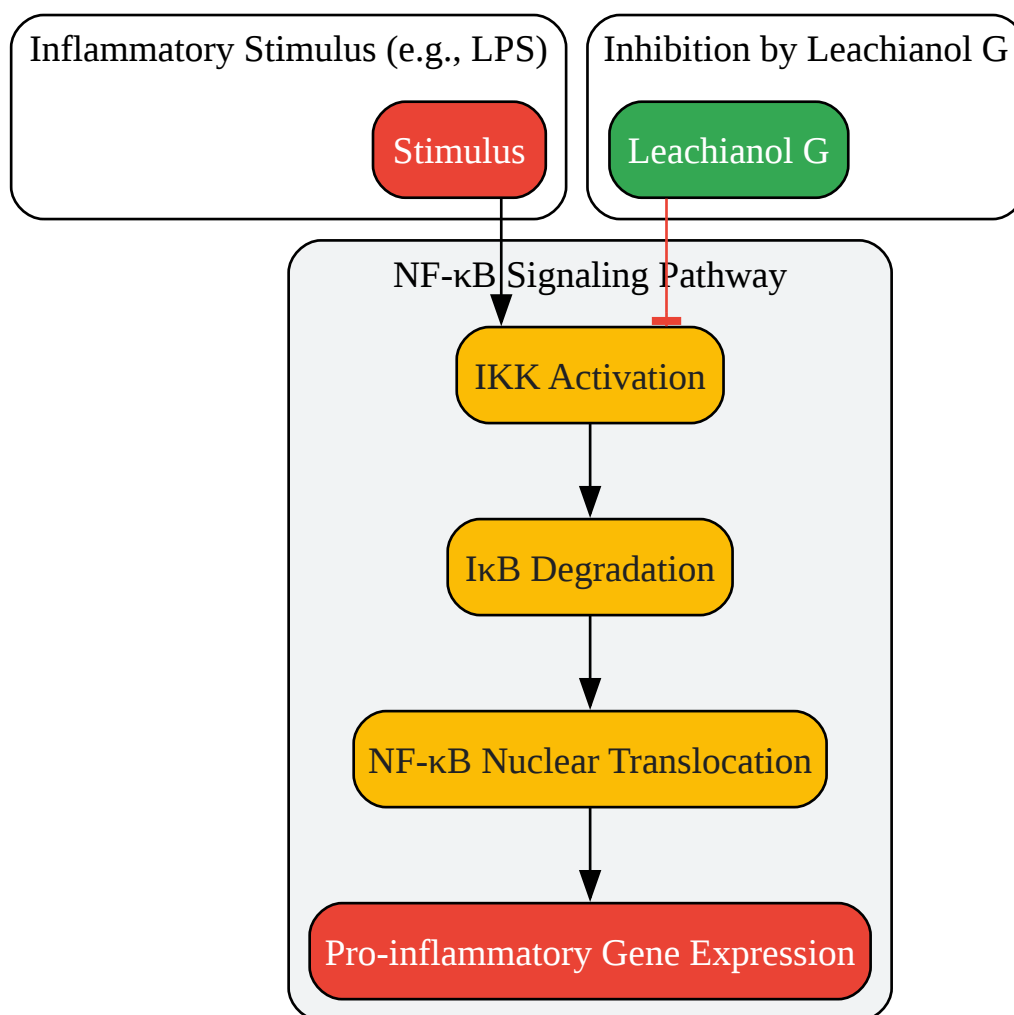 Inflammatory Stimulus (e.g., LPS)
Inhibition by Leachianol G
Stimulus
Leachianol G
NF-κB Signaling Pathway
IKK Activation
IκB Degradation
NF-κB Nuclear Translocation
Pro-inflammatory Gene Expression